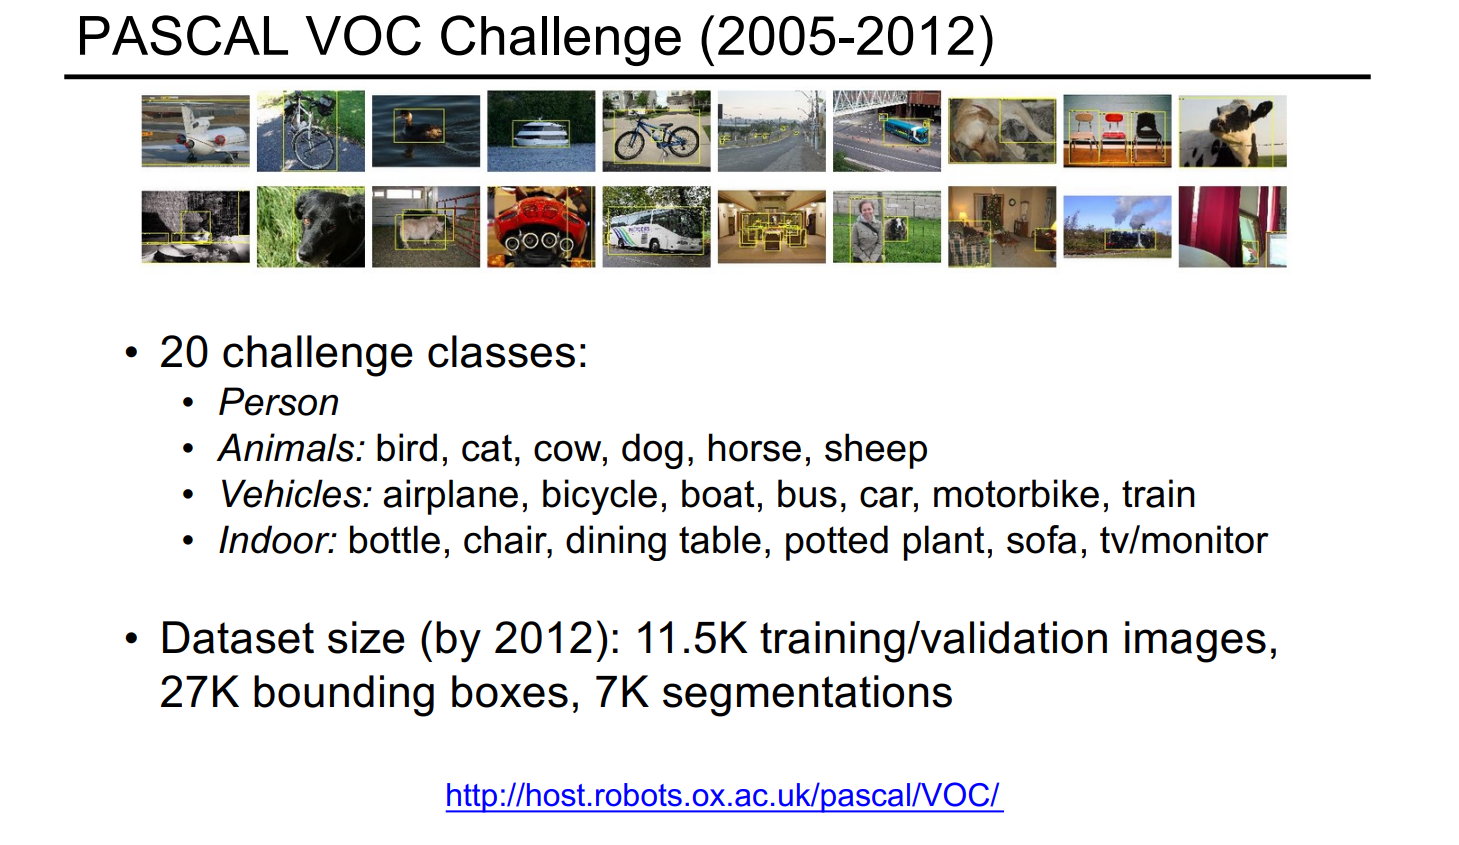 PASCAL VOC Challenge (2005-2012)
• 20 challenge classes:
• Person
• Animals: bird, cat, cow, dog, horse, sheep
• Vehicles: airplane, bicycle, boat, bus, car, motorbike, train
• Indoor: bottle, chair, dining table, potted plant, sofa, tv/monitor
• Dataset size (by 2012): 11.5K training/validation images,
27K bounding boxes, 7K segmentations
http://host.robots.ox.ac.uk/pascal/VOC/